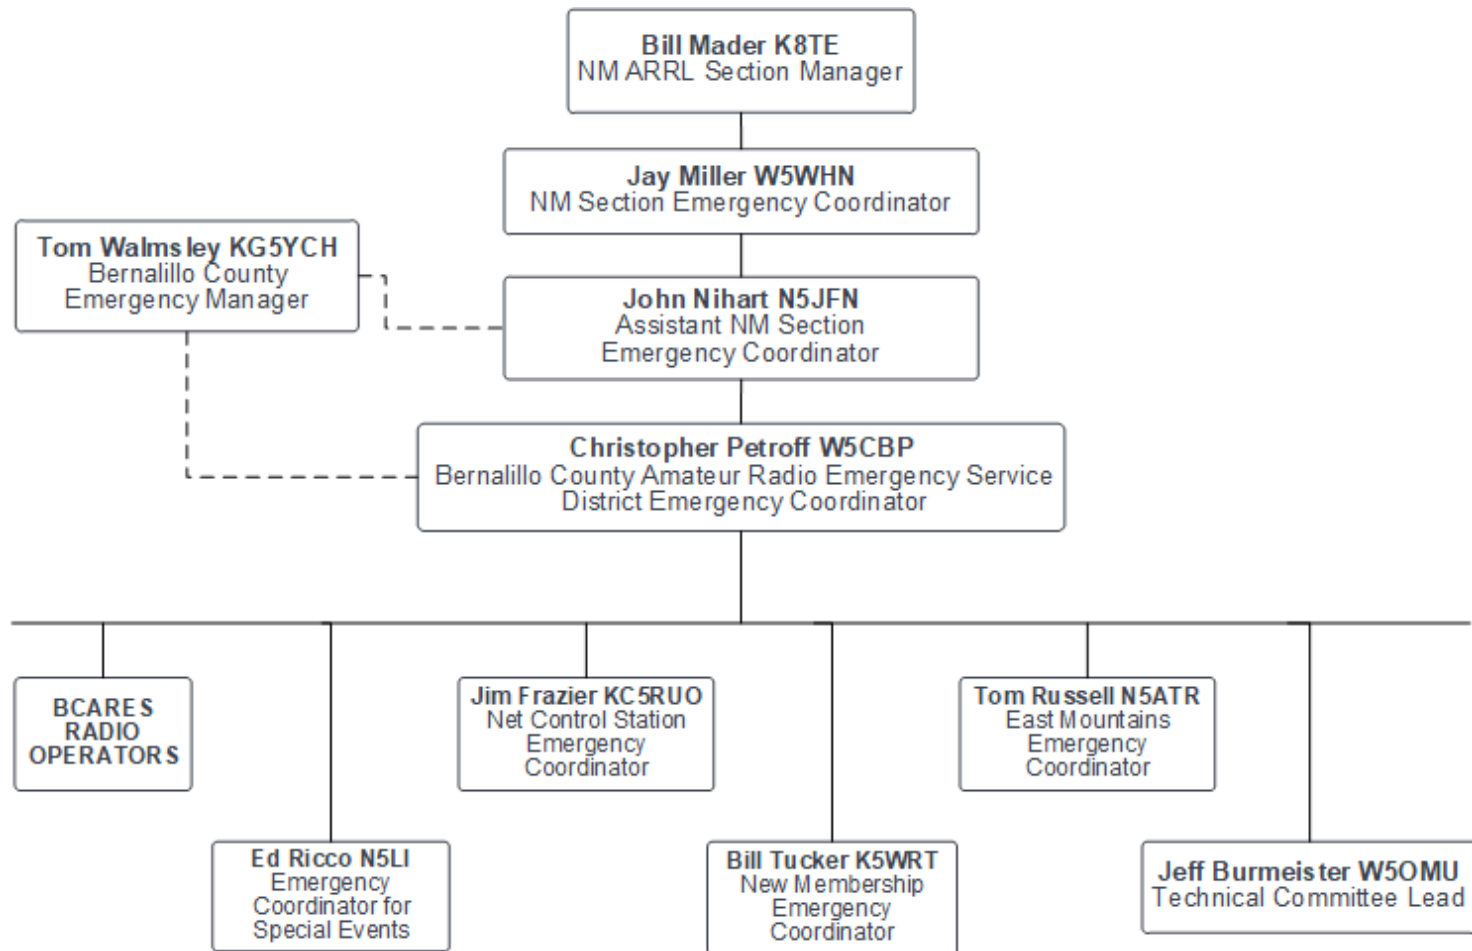 Bill Mader K8TE
NM ARRL Section Manager
Jay Miller W5WHN
NM Section Emergency Coordinator
Tom Walmsley KG5YCH
Bernalillo County
Emergency Manager
John Nihart N5JFN
Assistant NM Section
Emergency Coordinator
Christopher Petroff W5CBP
Bernalillo County Amateur Radio Emergency Service
District Emergency Coordinator
BCARES
RADIO
OPERATORS
Jim Frazier KC5RUO
Net Control Station
Emergency
Coordinator
Tom Russell N5ATR
East Mountains
Emergency
Coordinator
Ed Ricco N5LI
Emergency
Coordinator for
Special Events
Bill Tucker K5WRT
New Membership
Emergency
Coordinator
Jeff Burmeister W5OMU
Technical Committee Lead